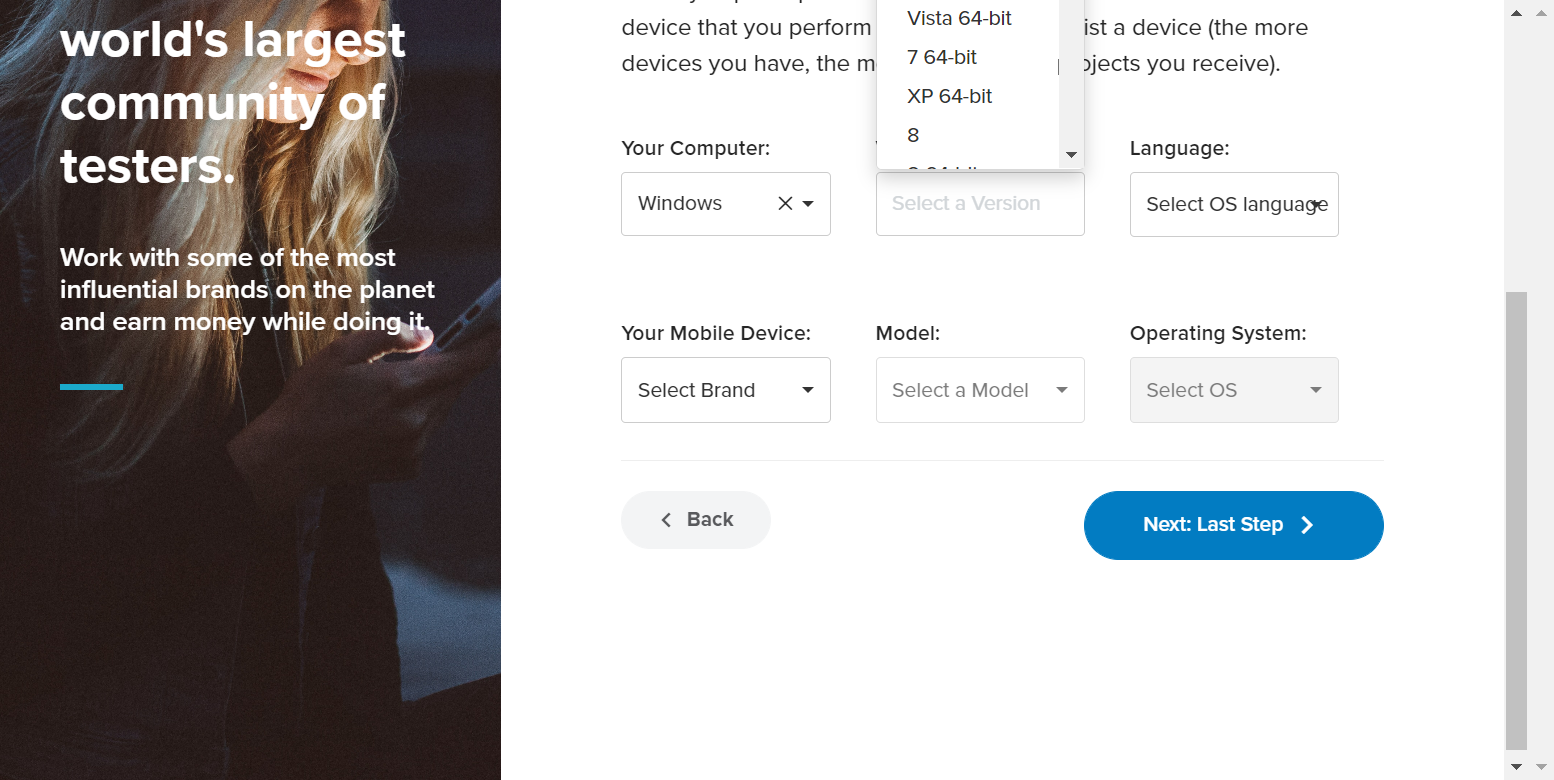 world's largest
community of
testers.
Work with some of the most
influential brands on the planet
and earn money while doing it.
device that you perform ist a device (the more
devices you have, the ojects you receive).
Vista 64-bit
7 64-bit
XP 64-bit
8
Your Computer:
Language:
Windows
Select a Version
Select OS language
Your Mobile Device:
Model:
Operating System:
Select Brand
Select a Model
Select OS
Back
Next: Last Step